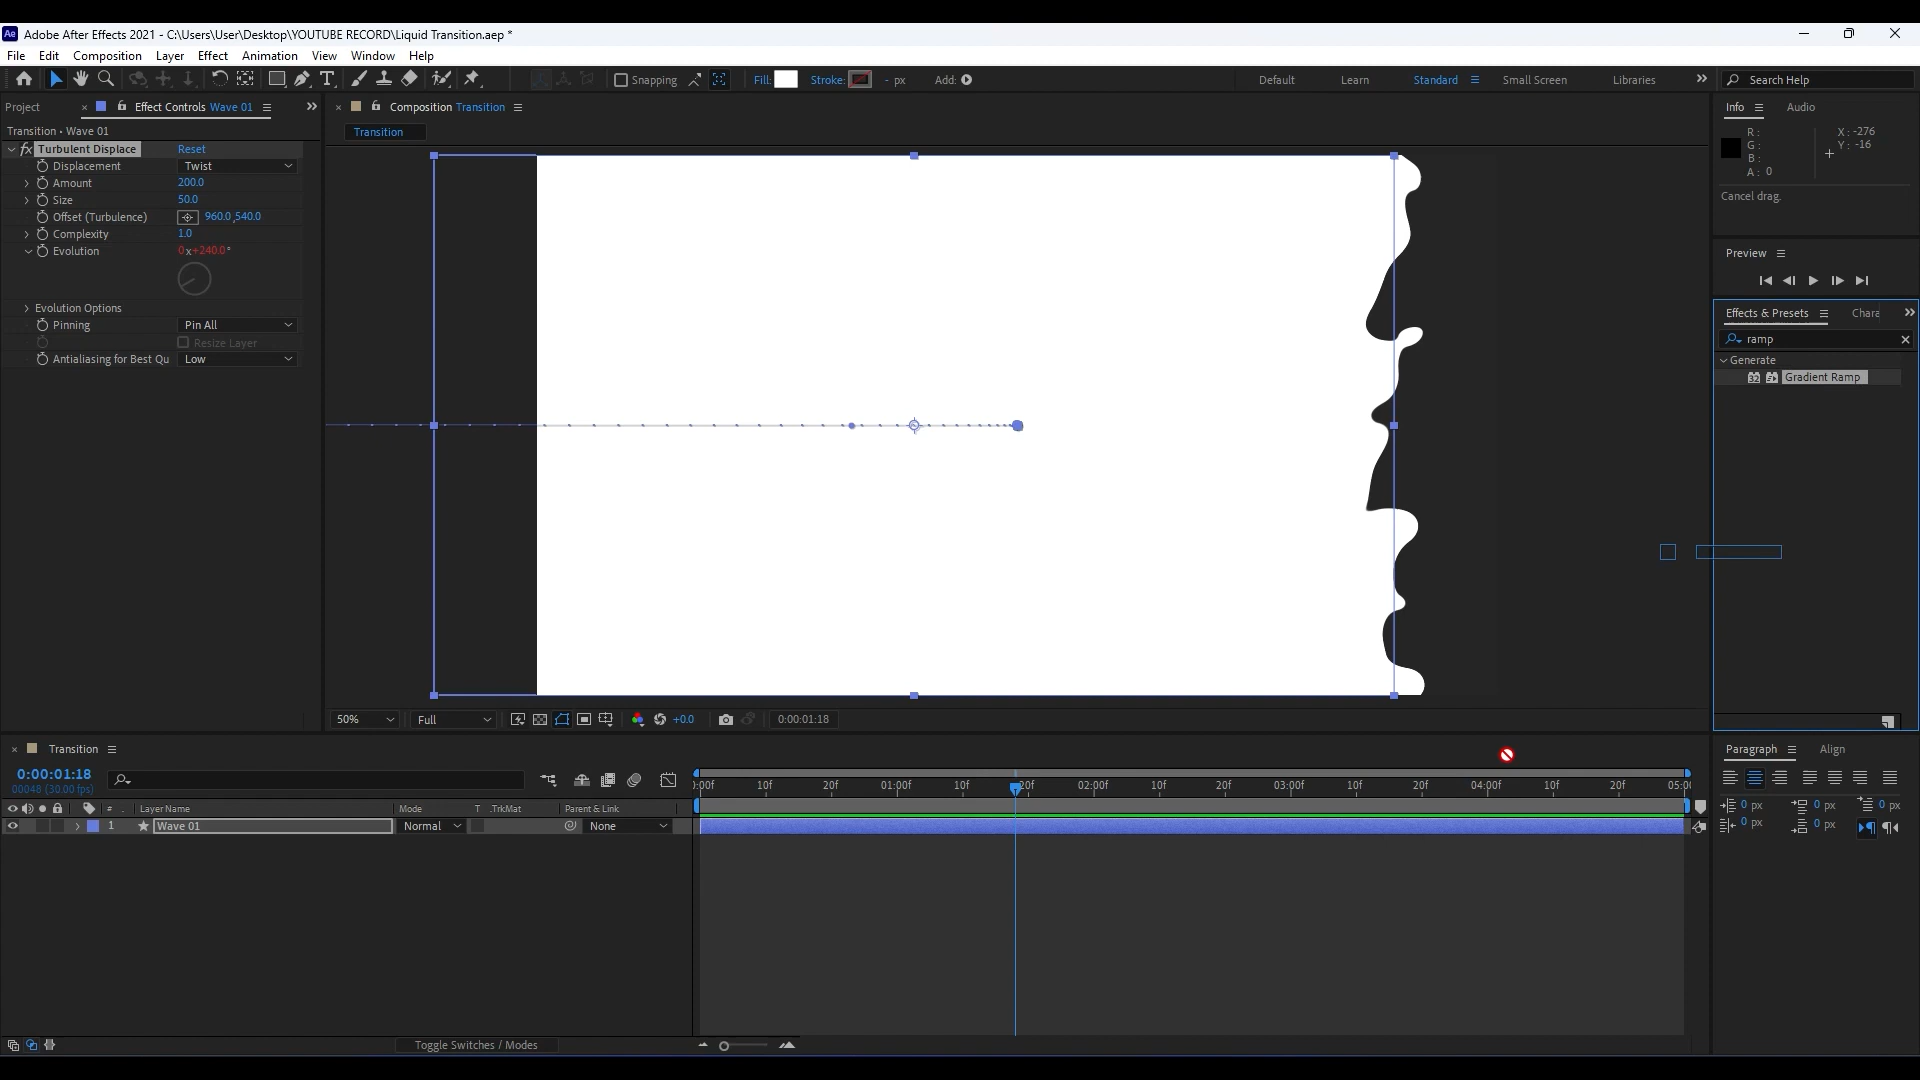 Ae Adobe After Effects 2021 - C:\Users\User\Desktop\YOUTUBE RECORD\Liquid Transition.aep *
File Edit Composition Layer Effect Animation View Window Help
Snapping Fill: Stroke: - px Add: Default Learn Standard Small Screen Libraries Search Help
Project Effect Controls Wave 01 Composition Transition Info Audio
Transition • Wave 01
Transition
fx Turbulent Displace Reset
Displacement Twist
Amount 200.0
Size 50.0
Offset (Turbulence) 960.0,540.0
Complexity 1.0
Evolution 0x+240.0°
Evolution Options
Pinning Pin All
Resize Layer
Antialiasing for Best Qu Low
R:
G:
B:
A: 0
X: -276
Y: -16
Cancel drag.
Preview
Effects & Presets Chara
ramp
Generate
32 Gradient Ramp
50% Full +0.0 0:00:01:18
Transition
0:00:01:18
00048 (30.00 fps)
# Layer Name Mode T .TrkMat Parent & Link
1 Wave 01 Normal None
:00f 10f 20f 01:00f 10f 20f 02:00f 10f 20f 03:00f 10f 20f 04:00f 10f 20f 05:0
Toggle Switches / Modes
Paragraph Align
0 px 0 px 0 px
0 px 0 px